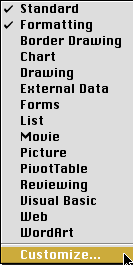 Standard
Formatting
Border Drawing
Chart
Drawing
External Data
Forms
List
Movie
Picture
PivotTable
Reviewing
Visual Basic
Web
WordArt
Customize...